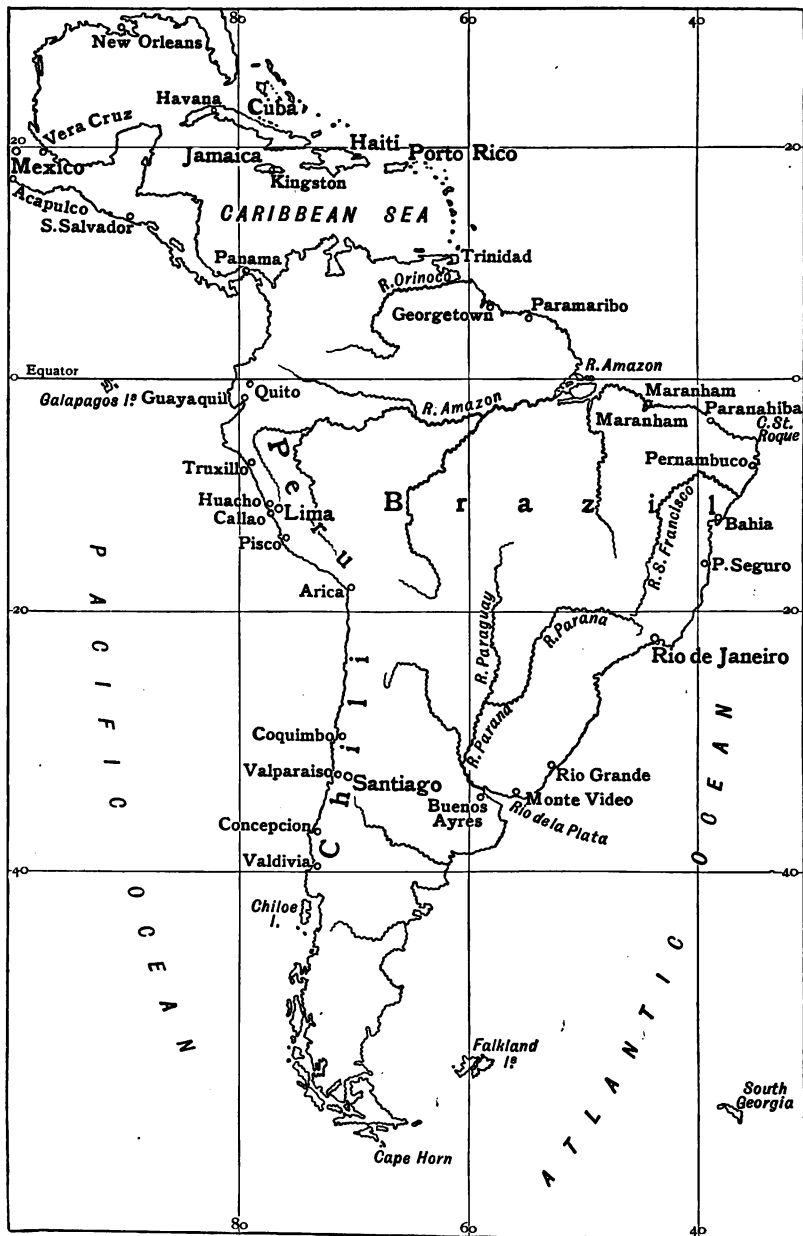 80
60
40
New Orleans
Havana
Cuba
Vera Cruz
20
Haiti
Jamaica
Porto Rico
Mexico
Kingston
Acapulco
CARIBBEAN SEA
S. Salvador
Panama
Trinidad
R. Orinoco
Georgetown
Paramaribo
Equator
R. Amazon
Galapagos Iˢ
Guayaquil
Quito
R. Amazon
Maranham
Maranham
Paranahiba
C. St.
Roque
Truxillo
Pernambuco
Peru
Brazil
Huacho
Lima
Callao
Bahia
Pisco
R. S. Francisco
P. Seguro
Arica
20
20
R. Paraguay
R. Parana
Rio de Janeiro
PACIFIC
OCEAN
Chili
R. Parana
Coquimbo
Valparaiso
Santiago
Rio Grande
Monte Video
Buenos
Ayres
Rio de la Plata
Concepcion
Valdivia
40
40
Chiloe
I.
ATLANTIC
OCEAN
Falkland
Iˢ
South
Georgia
Cape Horn
80
60
40